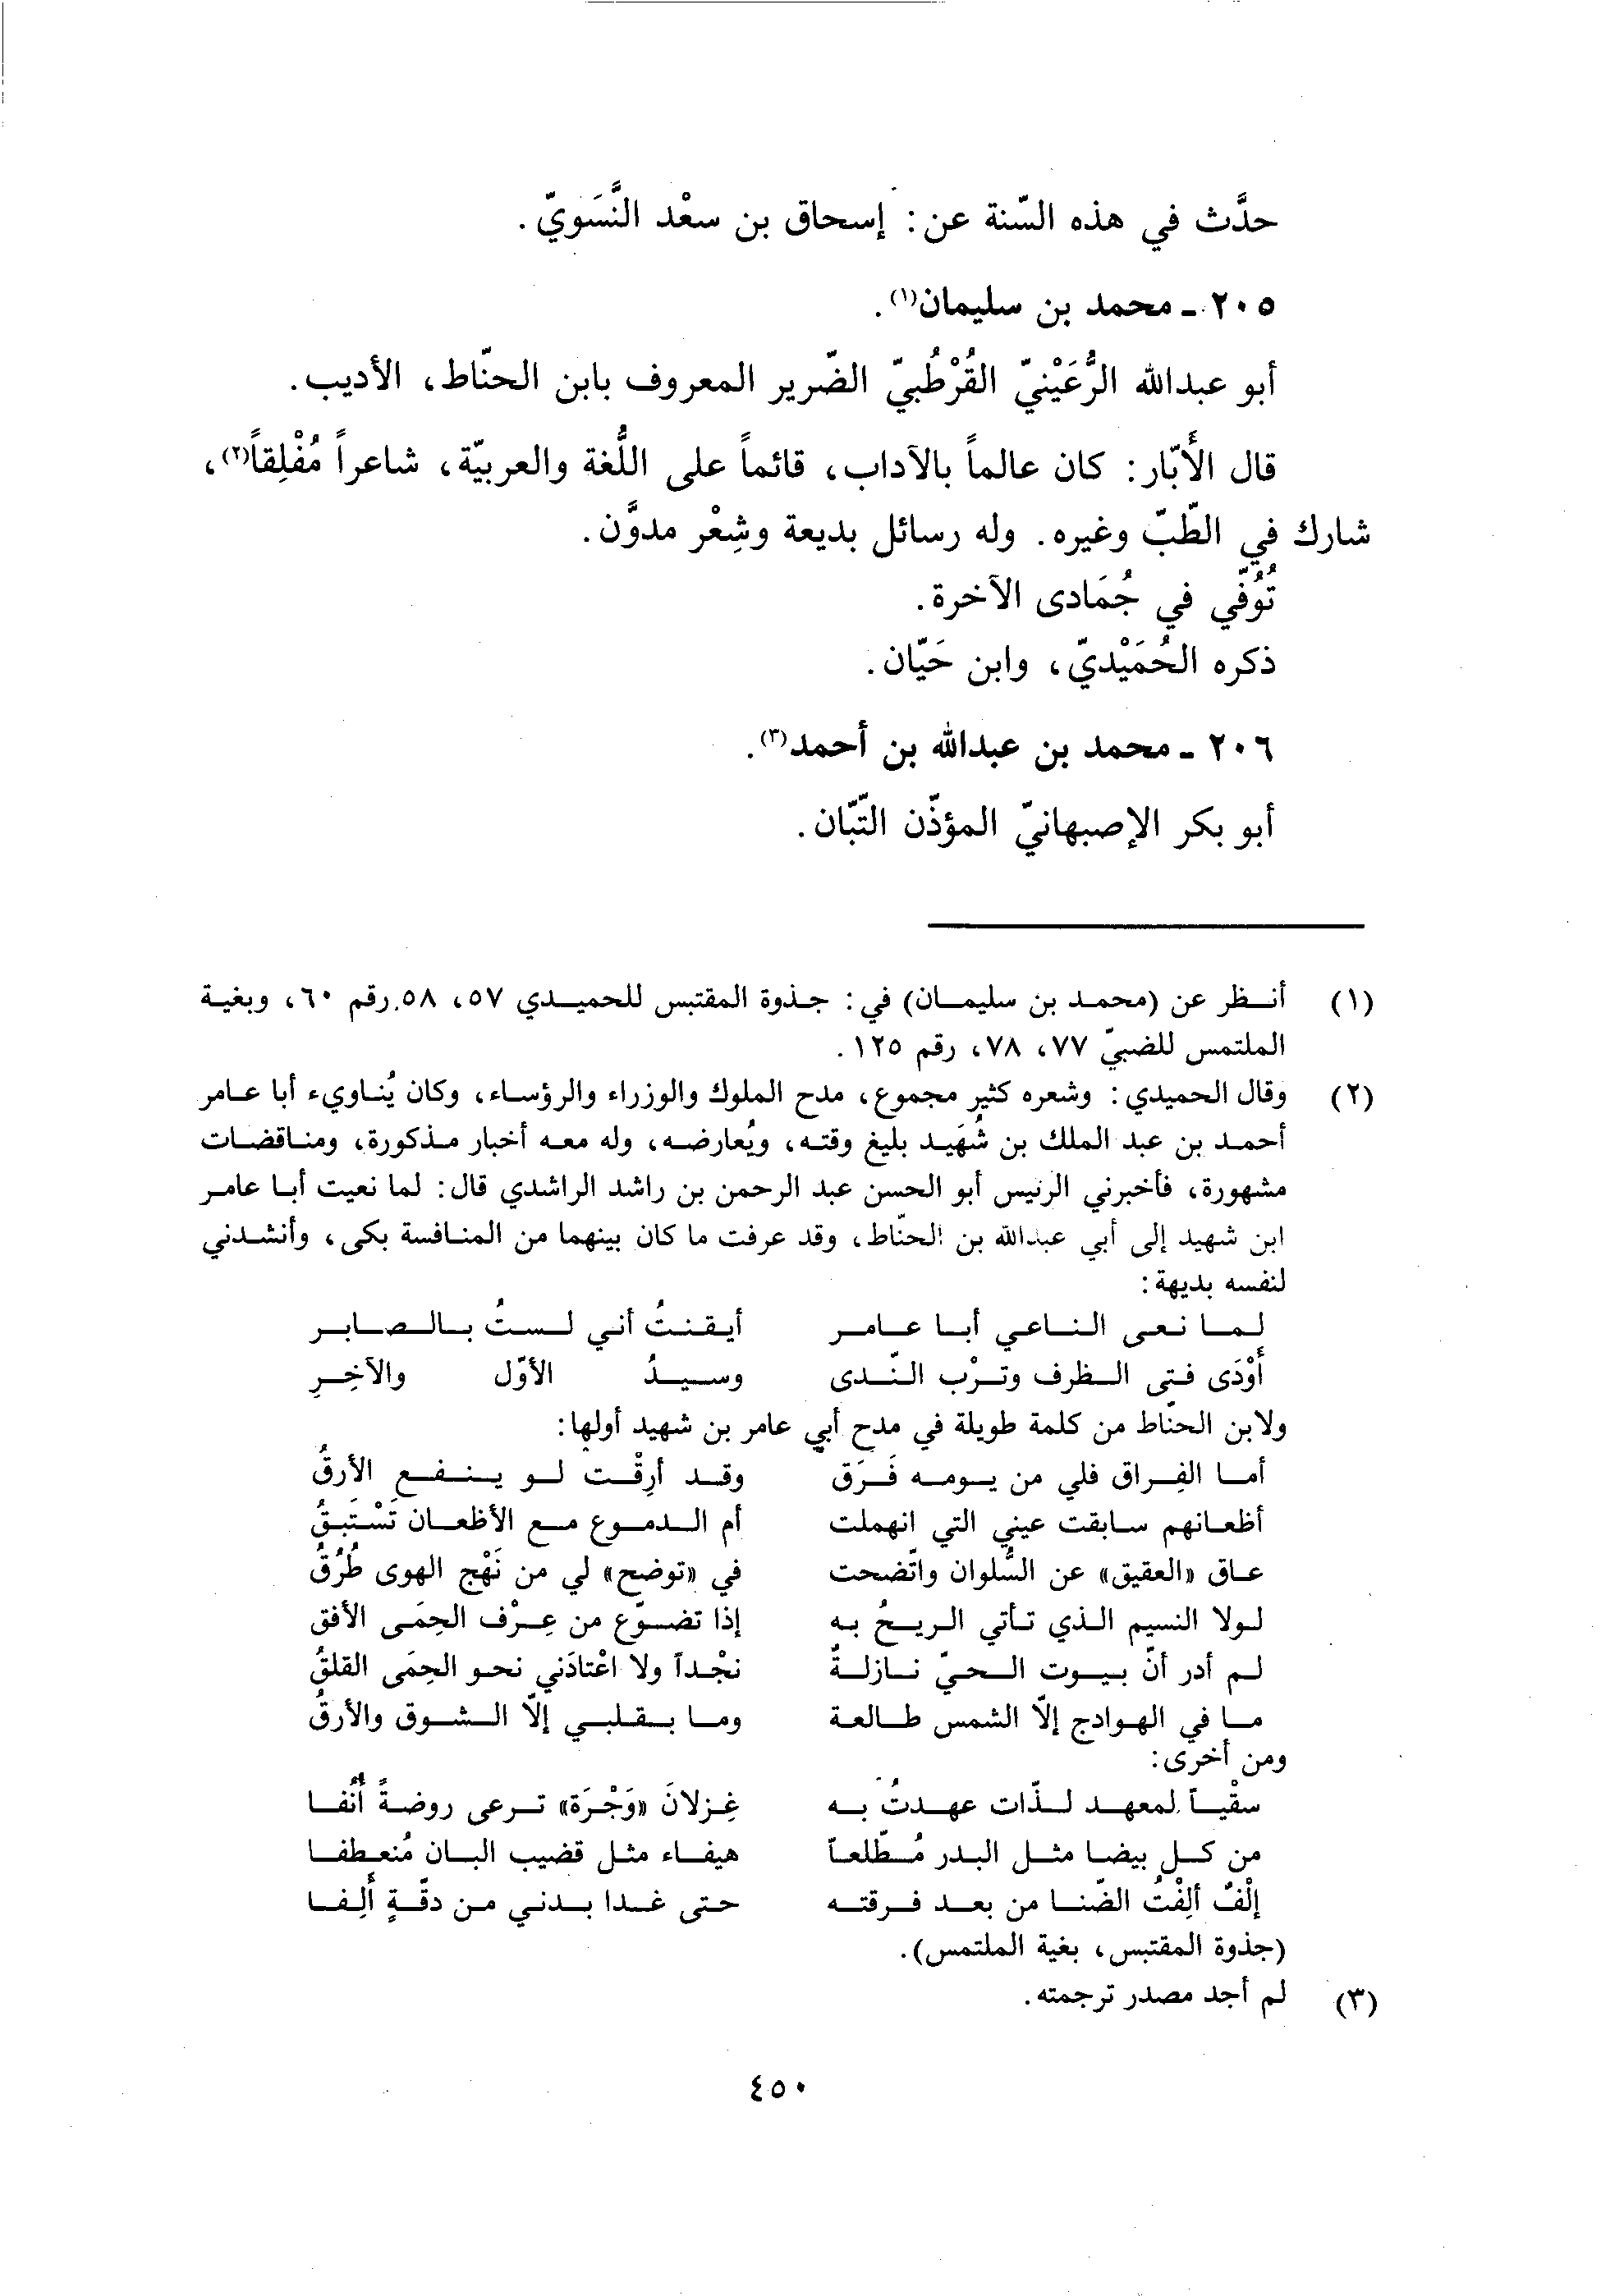 حدَّث في هذه السّنة عن: إسحاق بن سعْد النَّسَويّ.
٢٠٥ - محمد بن سليمان(١).
أبو عبدالله الرُّعَيْنيّ القُرْطُبيّ الضّرير المعروف بابن الحنّاط، الأديب.
قال الأَبّار: كان عالماً بالآداب، قائماً على اللُّغة والعربيّة، شاعراً مُفْلِقاً(٢)،
شارك في الطّبّ وغيره. وله رسائل بديعة وشِعْر مدوَّن.
تُوُفّي في جُمَادى الآخرة.
ذكره الحُمَيْديّ، وابن حَيّان.
٢٠٦ - محمد بن عبدالله بن أحمد(٣).
أبو بكر الإصبهانيّ المؤذّن التّبّان.
(١) أنظر عن (محمد بن سليمان) في: جذوة المقتبس للحميدي ٥٧، ٥٨ رقم ٦٠، وبغية
الملتمس للضبيّ ٧٧، ٧٨، رقم ١٢٥.
(٢) وقال الحميدي: وشعره كثير مجموع، مدح الملوك والوزراء والرؤساء، وكان يُناويء أبا عامر
أحمد بن عبد الملك بن شُهَيد بليغ وقته، ويُعارضه، وله معه أخبار مذكورة، ومناقضات
مشهورة، فأخبرني الرئيس أبو الحسن عبد الرحمن بن راشد الراشدي قال: لما نعيت أبا عامر
ابن شهيد إلى أبي عبدالله بن الحنّاط، وقد عرفت ما كان بينهما من المنافسة بكى، وأنشدني
لنفسه بديهة:
لما نعى الناعي أبا عامر أيقنتُ أني لستُ بالصابر
أَوْدَى فتى الظرف وتِرْب النّدى وسيدُ الأوّل والآخِرِ
ولابن الحنّاط من كلمة طويلة في مدح أبي عامر بن شهيد أولها:
أما الفِراق فلي من يومه فَرَق وقد أرِقْت لو ينفع الأرقُ
أظعانهم سابقت عيني التي انهملت أم الدموع مع الأظعان تَسْتَبِقُ
عاق «العقيق» عن السُّلوان واتّضحت في «توضح» لي من نَهْج الهوى طُرُقُ
لولا النسيم الذي تأتي الريحُ به إذا تضوّع من عِرْف الحِمَى الأفق
لم أدر أنّ بيوت الحيّ نازلةٌ نجْداً ولا اعْتادَني نحو الحِمَى القلقُ
ما في الهوادج إلّا الشمس طالعة وما بقلبي إلّا الشوق والأرقُ
ومن أخرى:
سقْياً لمعهد لذّات عهدتُ به غِزلانَ «وَجْرَة» ترعى روضةً أُنُفا
من كل بيضا مثل البدر مُطّلعاً هيفاء مثل قضيب البان مُنعطفا
إلْفٌ ألِفْتُ الضّنا من بعد فرقته حتى غدا بدني من دقّةٍ أَلِفا
(جذوة المقتبس، بغية الملتمس).
(٣) لم أجد مصدر ترجمته.
٤٥٠